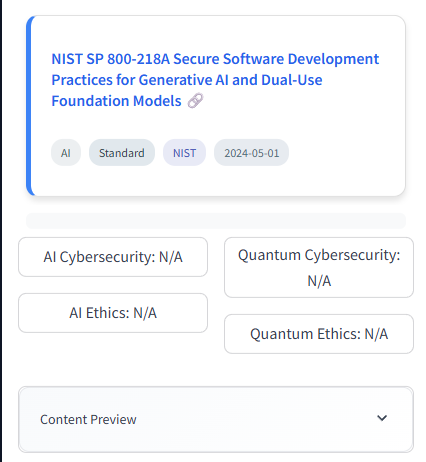 NIST SP 800-218A Secure Software Development
Practices for Generative AI and Dual-Use
Foundation Models
AI Standard NIST 2024-05-01
AI Cybersecurity: N/A
Quantum Cybersecurity:
N/A
AI Ethics: N/A
Quantum Ethics: N/A
Content Preview